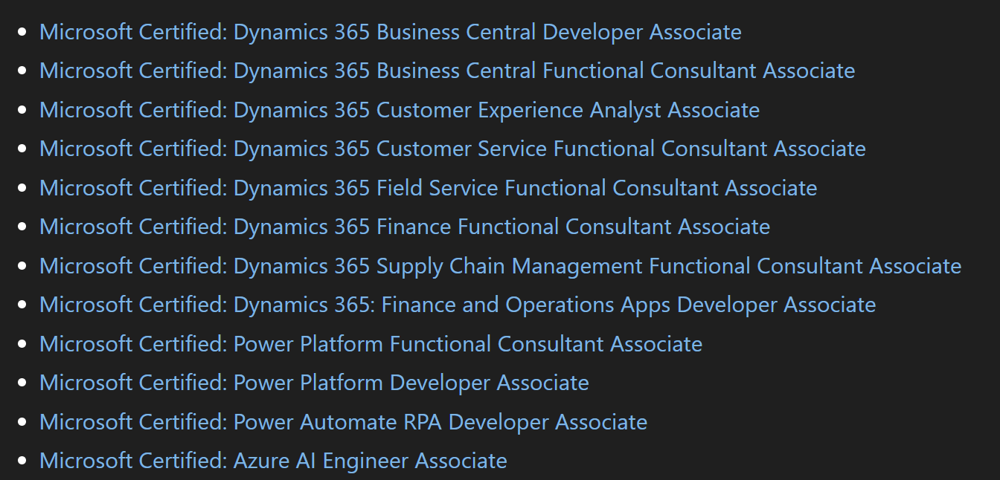 Microsoft Certified: Dynamics 365 Business Central Developer Associate
Microsoft Certified: Dynamics 365 Business Central Functional Consultant Associate
Microsoft Certified: Dynamics 365 Customer Experience Analyst Associate
Microsoft Certified: Dynamics 365 Customer Service Functional Consultant Associate
Microsoft Certified: Dynamics 365 Field Service Functional Consultant Associate
Microsoft Certified: Dynamics 365 Finance Functional Consultant Associate
Microsoft Certified: Dynamics 365 Supply Chain Management Functional Consultant Associate
Microsoft Certified: Dynamics 365: Finance and Operations Apps Developer Associate
Microsoft Certified: Power Platform Functional Consultant Associate
Microsoft Certified: Power Platform Developer Associate
Microsoft Certified: Power Automate RPA Developer Associate
Microsoft Certified: Azure AI Engineer Associate